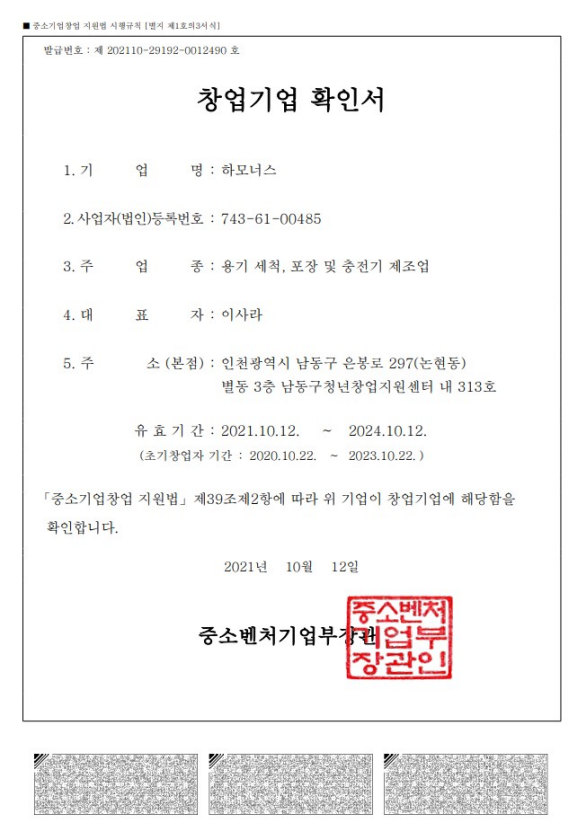 ■ 중소기업창업 지원법 시행규칙 [별지 제1호의3서식]
발급번호 : 제 202110-29192-0012490 호
창업기업 확인서
1. 기 업 명 : 하모너스
2. 사업자(법인)등록번호 : 743-61-00485
3. 주 업 종 : 용기 세척, 포장 및 충전기 제조업
4. 대 표 자 : 이사라
5. 주 소 (본점) : 인천광역시 남동구 은봉로 297(논현동)
별동 3층 남동구청년창업지원센터 내 313호
유 효 기 간 : 2021.10.12. ~ 2024.10.12.
(초기창업자 기간 : 2020.10.22. ~ 2023.10.22.)
「중소기업창업 지원법」 제39조제2항에 따라 위 기업이 창업기업에 해당함을
확인합니다.
2021년 10월 12일
중소벤처기업부장관
중소벤처
기업부
장관인